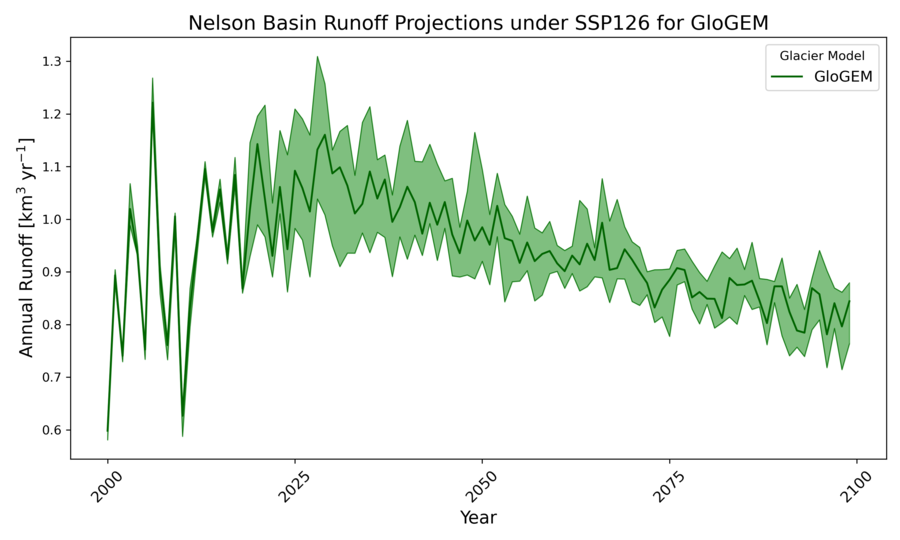 Nelson Basin Runoff Projections under SSP126 for GloGEM
Glacier Model
GloGEM
Annual Runoff [km³ yr⁻¹]
1.3
1.2
1.1
1.0
0.9
0.8
0.7
0.6
2000
2025
2050
2075
2100
Year